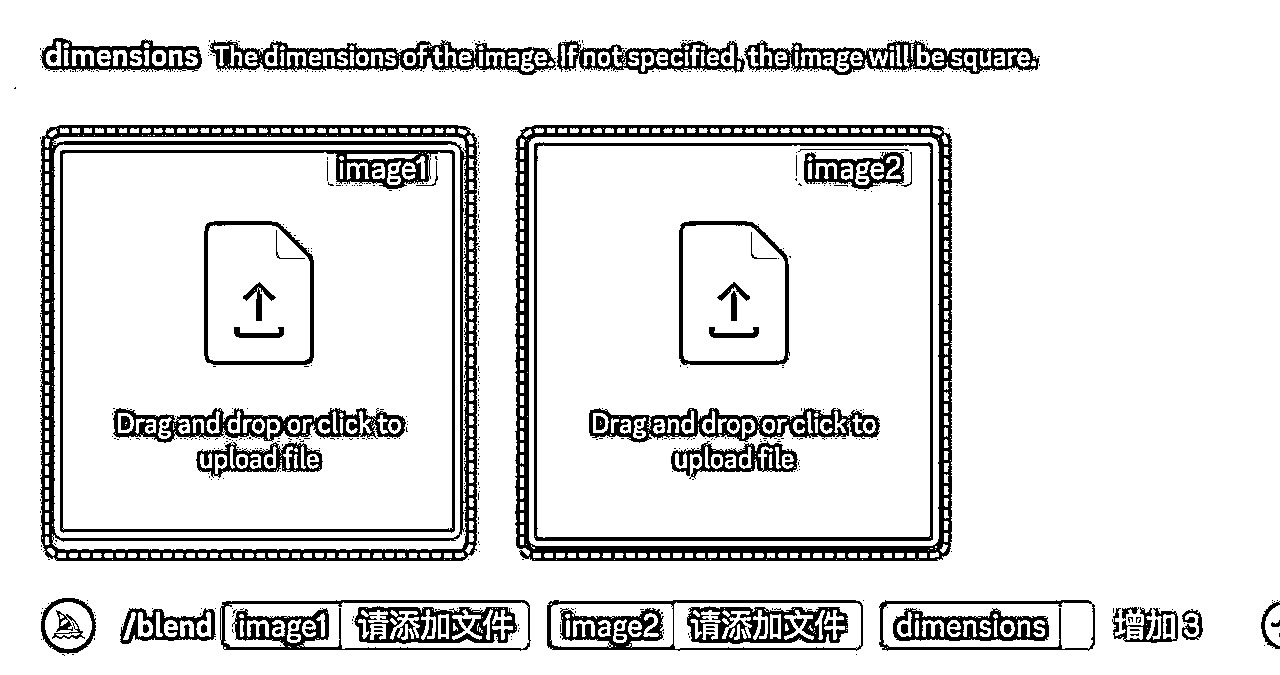 dimensions The dimensions of the image. If not specified, the image will be square.
image1
image2
Drag and drop or click to
upload file
Drag and drop or click to
upload file
/blend image1 请添加文件 image2 请添加文件 dimensions 增加 3